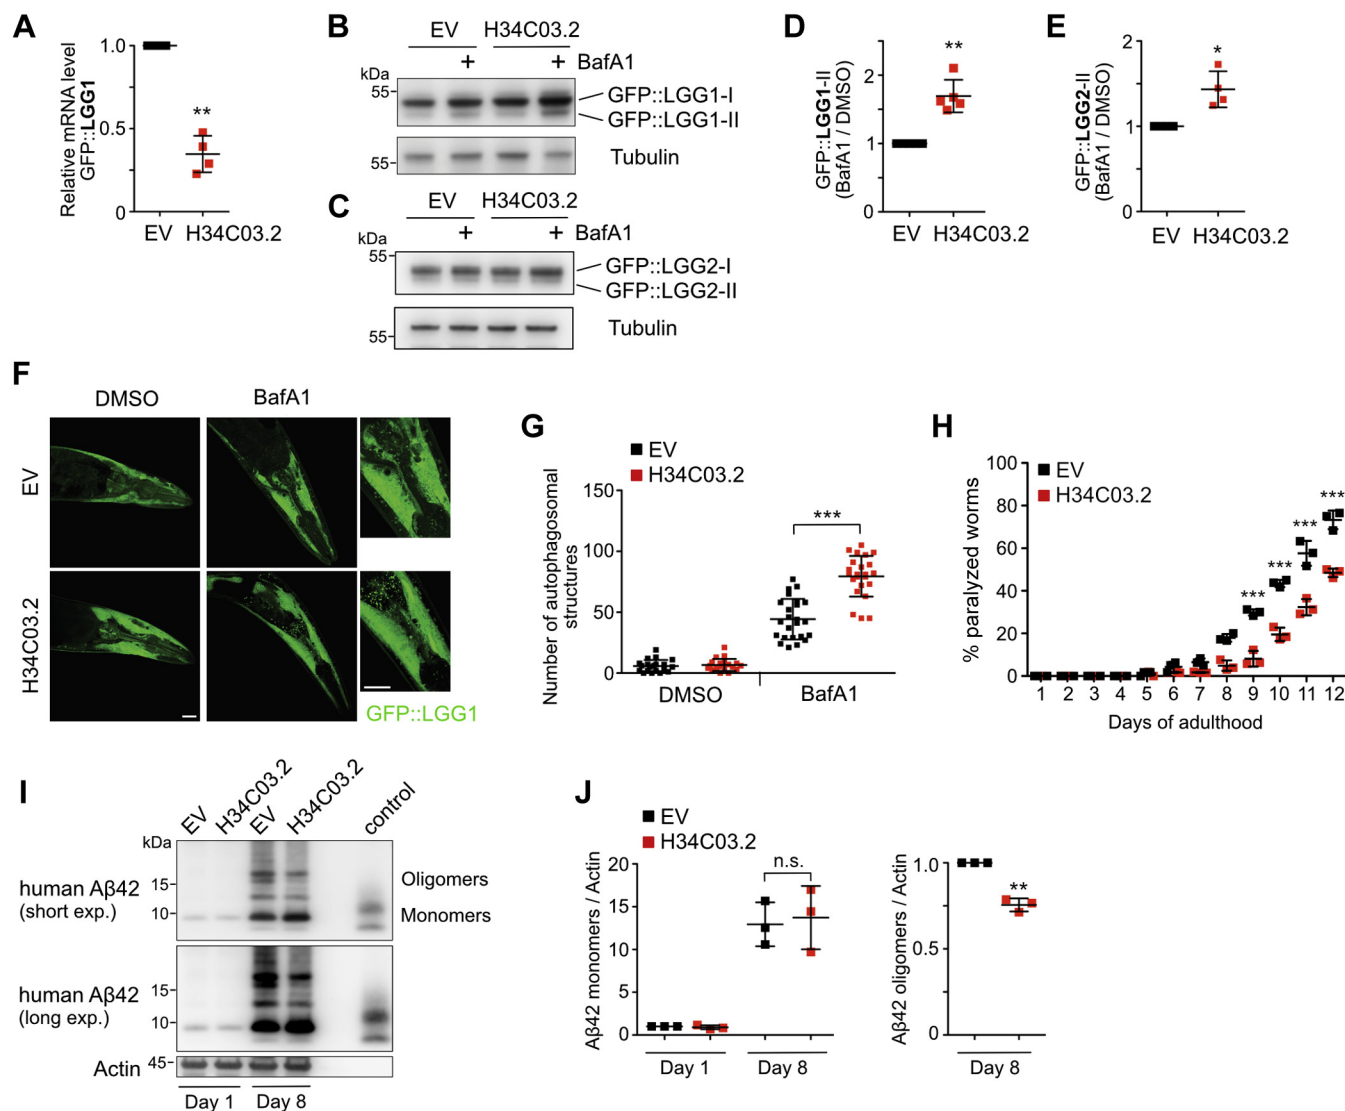 A
Relative mRNA level
GFP::LGG1
1.0
0.5
0
**
EV H34C03.2
B
EV H34C03.2
+ + BafA1
kDa
55
GFP::LGG1-I
GFP::LGG1-II
55
Tubulin
C
EV H34C03.2
+ + BafA1
kDa
55
GFP::LGG2-I
GFP::LGG2-II
55
Tubulin
D
GFP::LGG1-II
(BafA1 / DMSO)
2
1
0
**
EV H34C03.2
E
GFP::LGG2-II
(BafA1 / DMSO)
2
1
0
*
EV H34C03.2
F
DMSO BafA1
EV
H34C03.2
GFP::LGG1
G
EV
H34C03.2
Number of autophagosomal
structures
150
100
50
0
***
DMSO BafA1
H
EV
H34C03.2
% paralyzed worms
100
80
60
40
20
0
*** *** *** ***
1 2 3 4 5 6 7 8 9 10 11 12
Days of adulthood
I
EV H34C03.2 EV H34C03.2 control
kDa
human Aβ42
(short exp.)
15
10
Oligomers
Monomers
human Aβ42
(long exp.)
15
10
Actin
45
Day 1 Day 8
J
EV
H34C03.2
Aβ42 monomers / Actin
20
15
10
5
0
n.s.
Day 1 Day 8
Aβ42 oligomers / Actin
1.0
0.5
0
**
Day 8